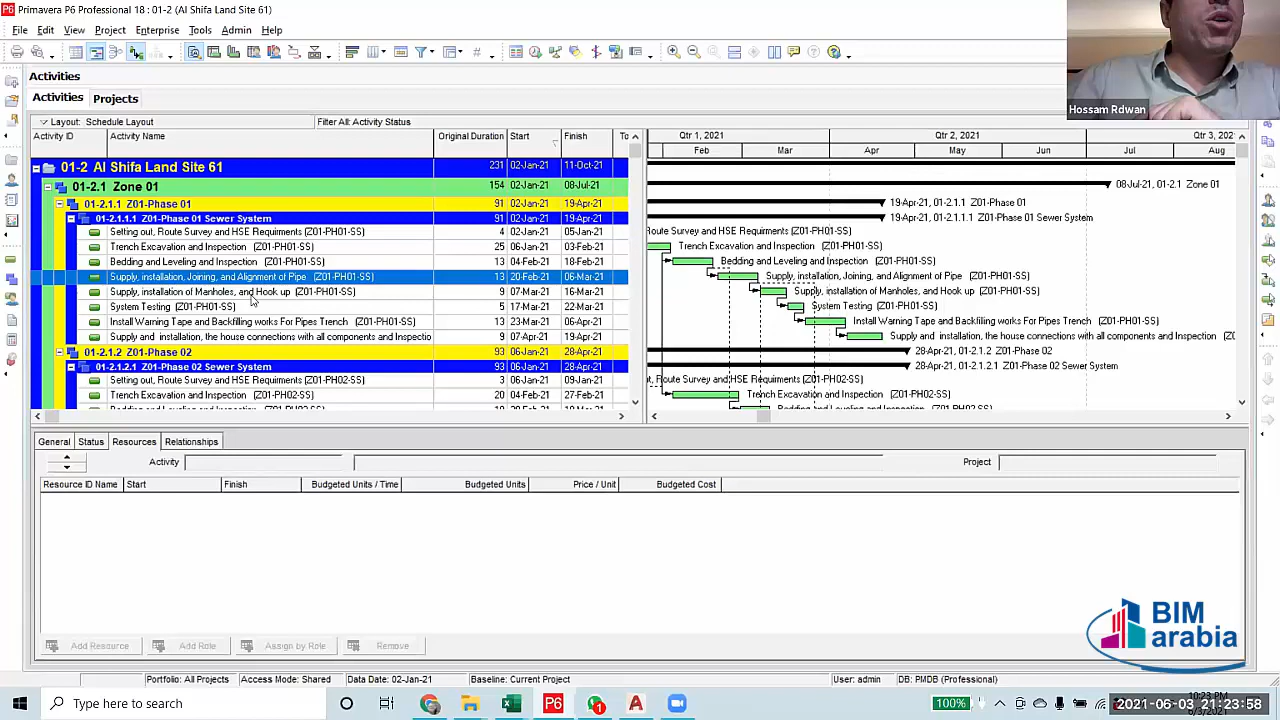 Primavera P6 Professional 18 : 01-2 (Al Shifa Land Site 61)
File Edit View Project Enterprise Tools Admin Help
Hossam Rdwan
Activities
Activities Projects
Layout: Schedule Layout Filter All: Activity Status
Activity ID Activity Name Original Duration Start Finish
Qtr 1, 2021 Qtr 2, 2021 Qtr 3, 202
Feb Mar Apr May Jun Jul Aug
01-2 Al Shifa Land Site 61 231 02-Jan-21 11-Oct-21
01-2.1 Zone 01 154 02-Jan-21 08-Jul-21 08-Jul-21, 01-2.1 Zone 01
01-2.1.1 Z01-Phase 01 91 02-Jan-21 19-Apr-21 19-Apr-21, 01-2.1.1 Z01-Phase 01
01-2.1.1.1 Z01-Phase 01 Sewer System 91 02-Jan-21 19-Apr-21 19-Apr-21, 01-2.1.1.1 Z01-Phase 01 Sewer System
Setting out, Route Survey and HSE Requirments (Z01-PH01-SS) 4 02-Jan-21 05-Jan-21 Route Survey and HSE Requirments (Z01-PH01-SS)
Trench Excavation and Inspection (Z01-PH01-SS) 25 06-Jan-21 03-Feb-21 Trench Excavation and Inspection (Z01-PH01-SS)
Bedding and Leveling and Inspection (Z01-PH01-SS) 13 04-Feb-21 18-Feb-21 Bedding and Leveling and Inspection (Z01-PH01-SS)
Supply, installation, Joining, and Alignment of Pipe (Z01-PH01-SS) 13 20-Feb-21 06-Mar-21 Supply, installation, Joining, and Alignment of Pipe (Z01-PH01-SS)
Supply, installation of Manholes, and Hook up (Z01-PH01-SS) 9 07-Mar-21 16-Mar-21 Supply, installation of Manholes, and Hook up (Z01-PH01-SS)
System Testing (Z01-PH01-SS) 5 17-Mar-21 22-Mar-21 System Testing (Z01-PH01-SS)
Install Warning Tape and Backfilling works For Pipes Trench (Z01-PH01-SS) 13 23-Mar-21 06-Apr-21 Install Warning Tape and Backfilling works For Pipes Trench (Z01-PH01-SS)
Supply and installation, the house connections with all components and Inspectio 9 07-Apr-21 19-Apr-21 Supply and installation, the house connections with all components and Inspection
01-2.1.2 Z01-Phase 02 93 06-Jan-21 28-Apr-21 28-Apr-21, 01-2.1.2 Z01-Phase 02
01-2.1.2.1 Z01-Phase 02 Sewer System 93 06-Jan-21 28-Apr-21 28-Apr-21, 01-2.1.2.1 Z01-Phase 02 Sewer System
Setting out, Route Survey and HSE Requirments (Z01-PH02-SS) 3 06-Jan-21 09-Jan-21 Route Survey and HSE Requirments (Z01-PH02-SS)
Trench Excavation and Inspection (Z01-PH02-SS) 20 04-Feb-21 27-Feb-21 Trench Excavation and Inspection (Z01-PH02-SS)
General Status Resources Relationships
Activity Project
Resource ID Name Start Finish Budgeted Units / Time Budgeted Units Price / Unit Budgeted Cost
BIM arabia
Add Resource Add Role Assign by Role Remove
Portfolio: All Projects Access Mode: Shared Data Date: 02-Jan-21 Baseline: Current Project User: admin DB: PMDB (Professional)
Type here to search 100% 2021-06-03 21:23:58